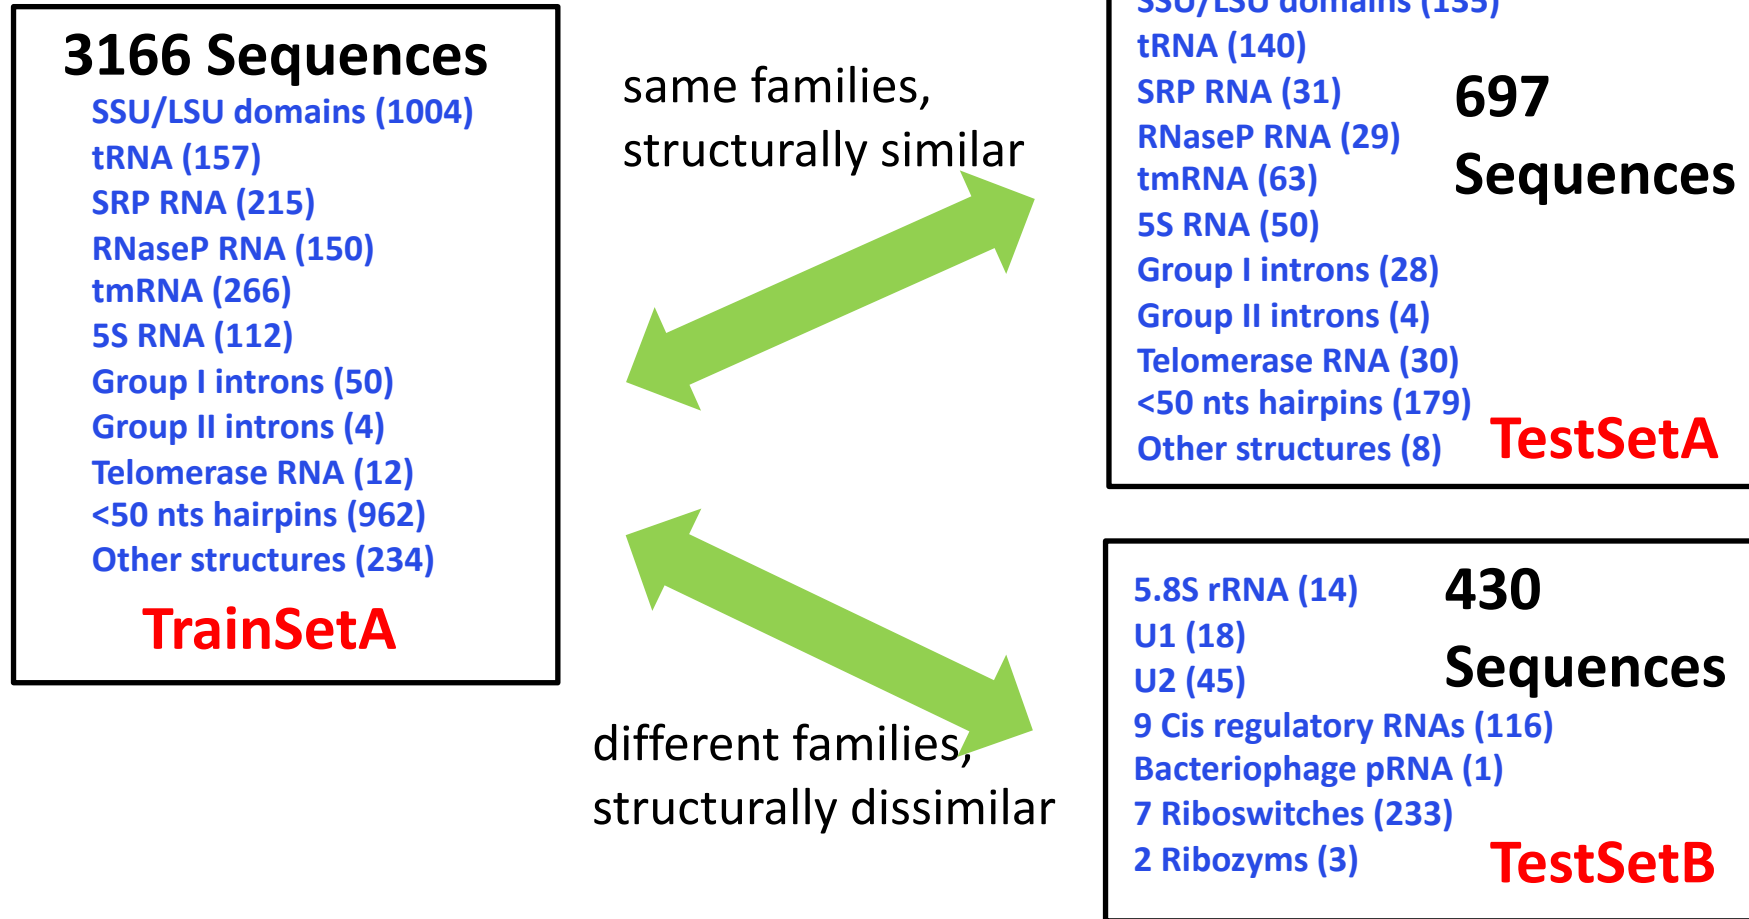 3166 Sequences
SSU/LSU domains (1004)
tRNA (157)
SRP RNA (215)
RNaseP RNA (150)
tmRNA (266)
5S RNA (112)
Group I introns (50)
Group II introns (4)
Telomerase RNA (12)
<50 nts hairpins (962)
Other structures (234)
TrainSetA
same families,
structurally similar
different families,
structurally dissimilar
SSU/LSU domains (135)
tRNA (140)
SRP RNA (31)
RNaseP RNA (29)
tmRNA (63)
5S RNA (50)
Group I introns (28)
Group II introns (4)
Telomerase RNA (30)
<50 nts hairpins (179)
Other structures (8)
697
Sequences
TestSetA
5.8S rRNA (14)
U1 (18)
U2 (45)
9 Cis regulatory RNAs (116)
Bacteriophage pRNA (1)
7 Riboswitches (233)
2 Ribozyms (3)
430
Sequences
TestSetB